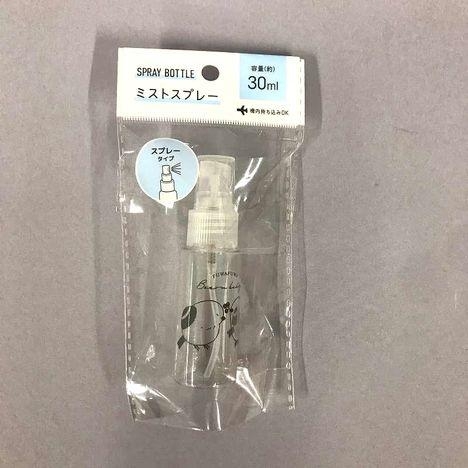 SPRAY BOTTLE
ミストスプレー
容量(約)
30ml
機内持ち込みOK
スプレー
タイプ
FUWAFUWA